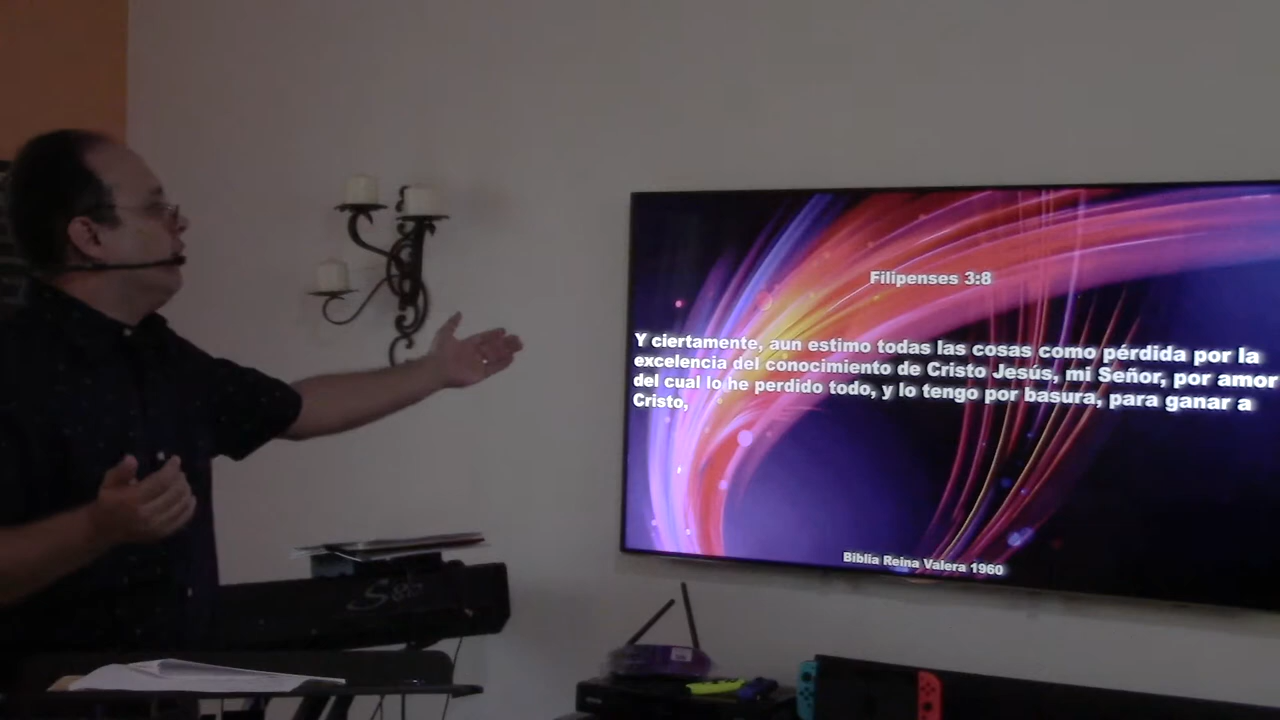 Filipenses 3:8
Y ciertamente, aun estimo todas las cosas como pérdida por la
excelencia del conocimiento de Cristo Jesús, mi Señor, por amor
del cual lo he perdido todo, y lo tengo por basura, para ganar a
Cristo,
Biblia Reina Valera 1960